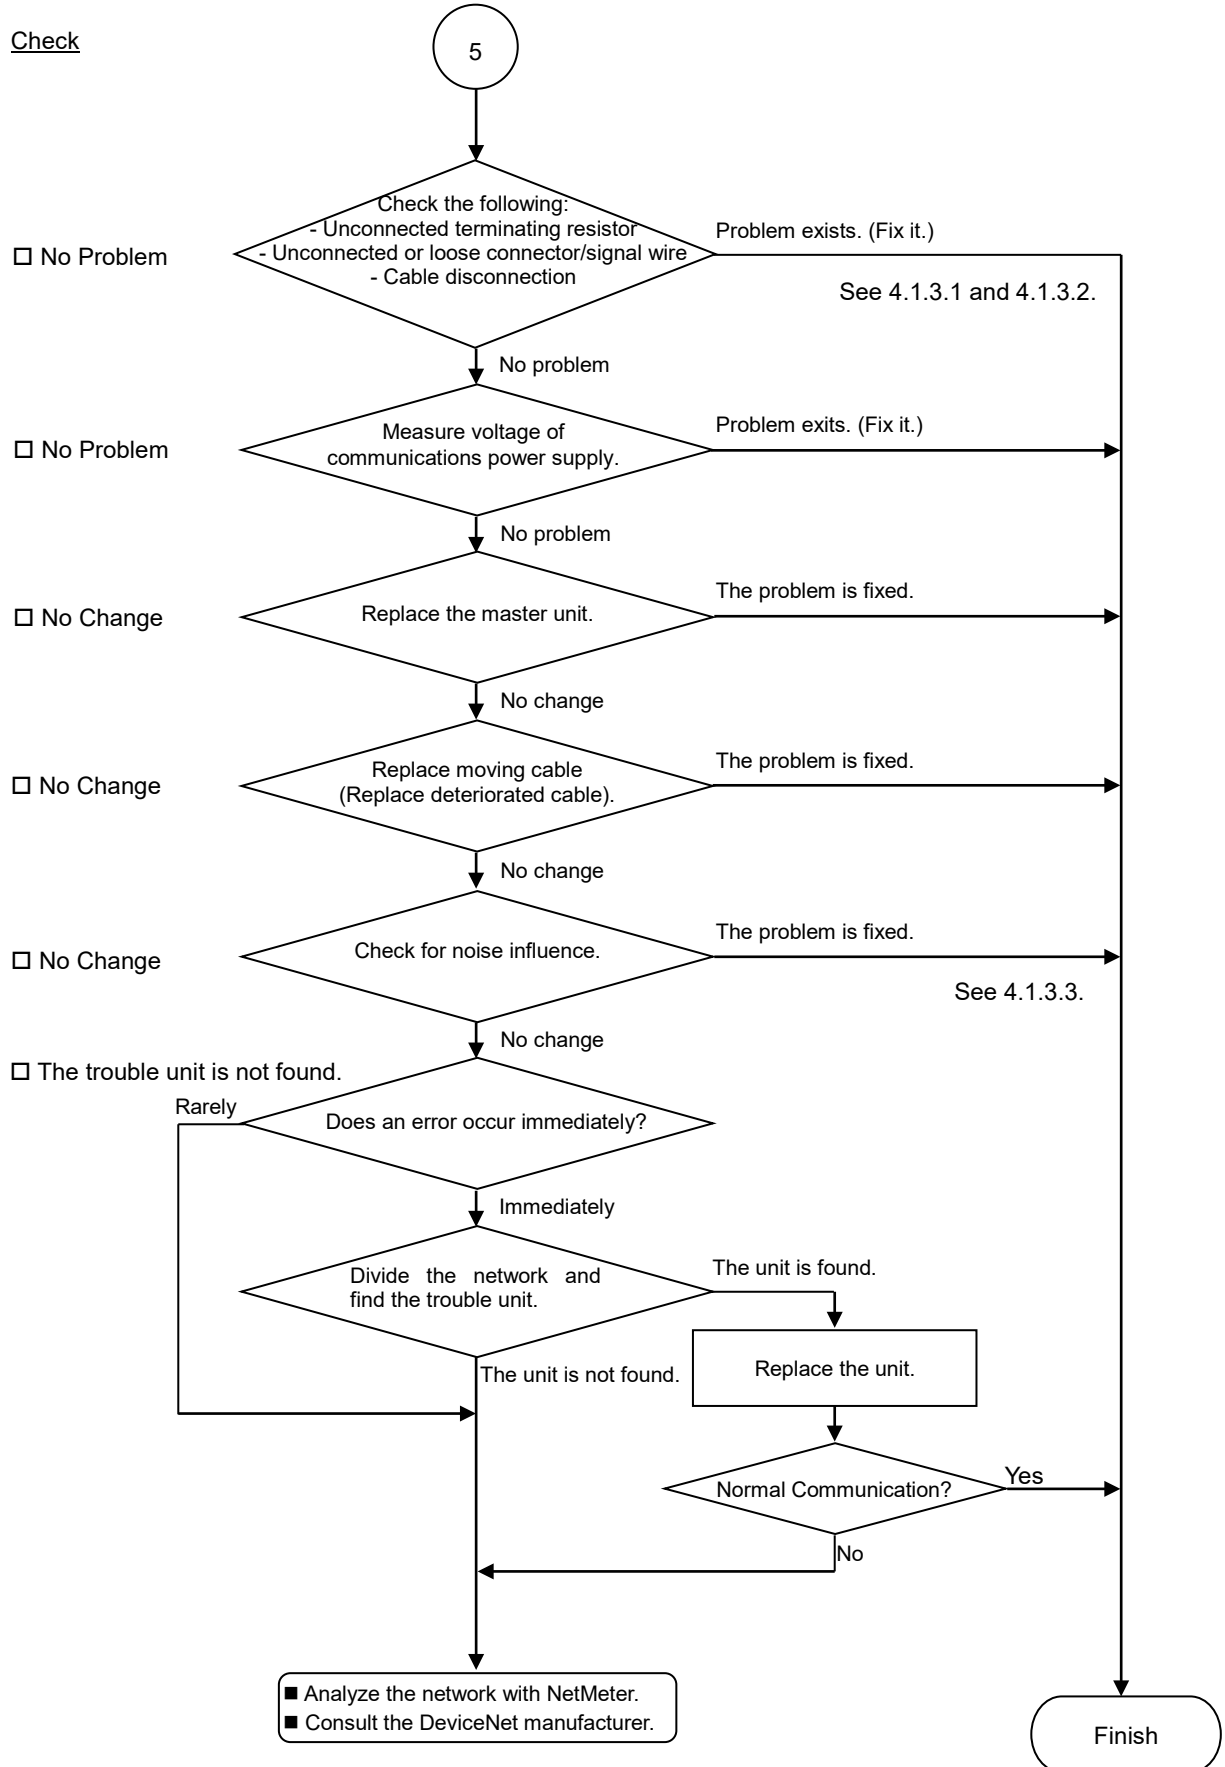 Check
5
Check the following:
- Unconnected terminating resistor
- Unconnected or loose connector/signal wire
- Cable disconnection
Problem exists. (Fix it.)
☐ No Problem
See 4.1.3.1 and 4.1.3.2.
No problem
Measure voltage of
communications power supply.
Problem exits. (Fix it.)
☐ No Problem
No problem
Replace the master unit.
The problem is fixed.
☐ No Change
No change
Replace moving cable
(Replace deteriorated cable).
The problem is fixed.
☐ No Change
No change
Check for noise influence.
The problem is fixed.
☐ No Change
See 4.1.3.3.
No change
☐ The trouble unit is not found.
Rarely
Does an error occur immediately?
Immediately
Divide the network and
find the trouble unit.
The unit is found.
The unit is not found.
Replace the unit.
Normal Communication?
Yes
No
■ Analyze the network with NetMeter.
■ Consult the DeviceNet manufacturer.
Finish